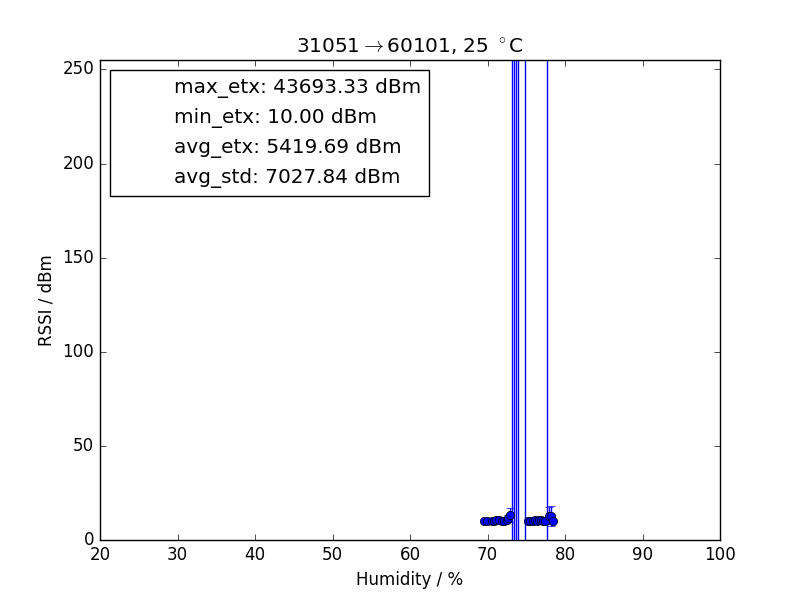 31051→60101, 25 °C
max_etx: 43693.33 dBm
min_etx: 10.00 dBm
avg_etx: 5419.69 dBm
avg_std: 7027.84 dBm
250
200
150
100
50
0
RSSI / dBm
20 30 40 50 60 70 80 90 100
Humidity / %